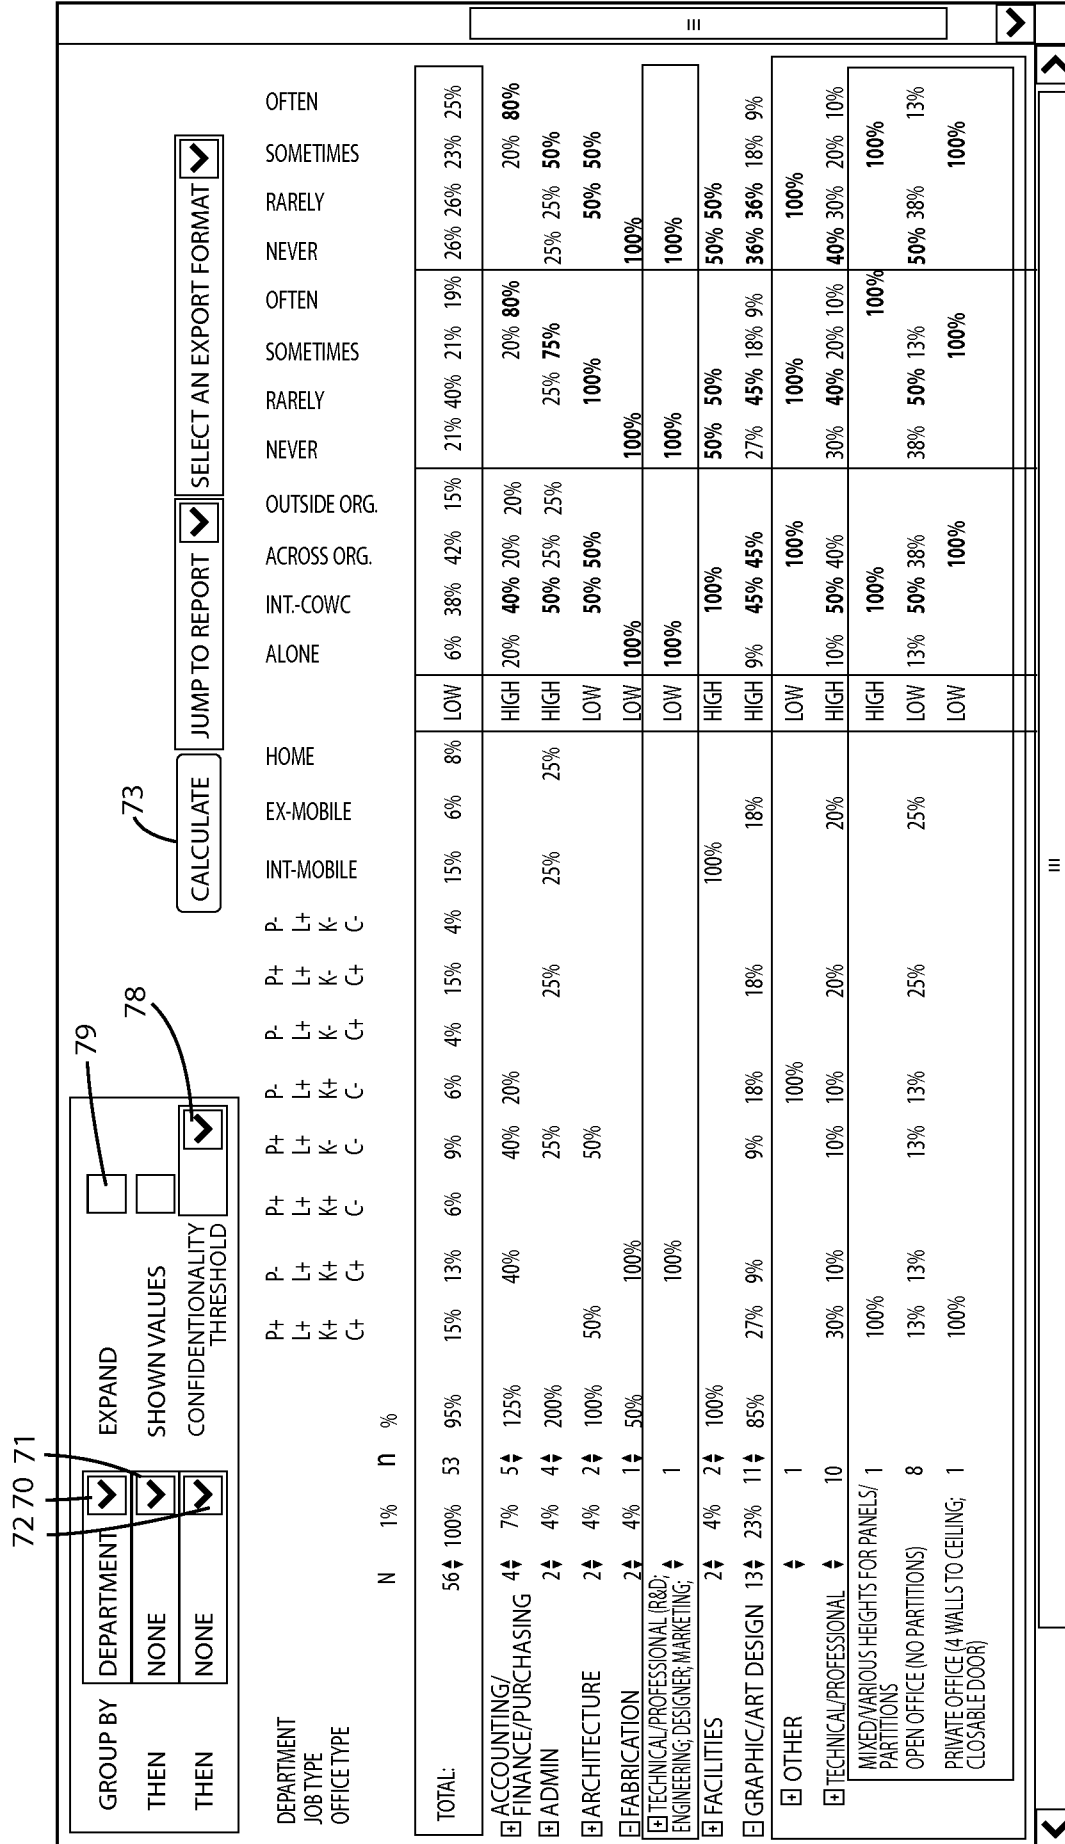 72 70 71
79
78
73
GROUP BY DEPARTMENT EXPAND
THEN NONE SHOWN VALUES
THEN NONE CONFIDENTIONALITY THRESHOLD
CALCULATE JUMP TO REPORT SELECT AN EXPORT FORMAT
DEPARTMENT
JOB TYPE
OFFICE TYPE
N 1% n %
P+ P- P+ P+ P- P- P+ P- INT-MOBILE EX-MOBILE HOME ALONE INT.-COWC ACROSS ORG. OUTSIDE ORG. NEVER RARELY SOMETIMES OFTEN NEVER RARELY SOMETIMES OFTEN
L+ L+ L+ L+ L+ L+ L+ L+
K+ K+ K+ K- K+ K- K- K-
C+ C+ C- C- C- C+ C+ C-
TOTAL: 56 100% 53 95% 15% 13% 6% 9% 6% 4% 15% 4% 15% 6% 8% LOW 6% 38% 42% 15% 21% 40% 21% 19% 26% 26% 23% 25%
+ ACCOUNTING/
FINANCE/PURCHASING 4 7% 5 125% 40% 40% 20% HIGH 20% 40% 20% 20% 20% 80% 20% 80%
+ ADMIN 2 4% 4 200% 25% 25% 25% 25% HIGH 50% 25% 25% 25% 75% 25% 25% 50%
+ ARCHITECTURE 2 4% 2 100% 50% 50% LOW 50% 50% 100% 50% 50%
- FABRICATION 2 4% 1 50% 100% LOW 100% 100% 100%
+ TECHNICAL/PROFESSIONAL (R&D;
ENGINEERING; DESIGNER; MARKETING; 1 100% LOW 100% 100% 100%
+ FACILITIES 2 4% 2 100% 100% HIGH 100% 50% 50% 50% 50%
- GRAPHIC/ART DESIGN 13 23% 11 85% 27% 9% 9% 18% 18% 18% HIGH 9% 45% 45% 27% 45% 18% 9% 36% 36% 18% 9%
+ OTHER 1 100% LOW 100% 100% 100%
+ TECHNICAL/PROFESSIONAL 10 30% 10% 10% 10% 20% 20% HIGH 10% 50% 40% 30% 40% 20% 10% 40% 30% 20% 10%
MIXED/VARIOUS HEIGHTS FOR PANELS/
PARTITIONS 1 100% HIGH 100% 100% 100%
OPEN OFFICE (NO PARTITIONS) 8 13% 13% 13% 13% 25% 25% LOW 13% 50% 38% 38% 50% 13% 50% 38% 13%
PRIVATE OFFICE (4 WALLS TO CEILING;
CLOSABLE DOOR) 1 100% LOW 100% 100% 100%